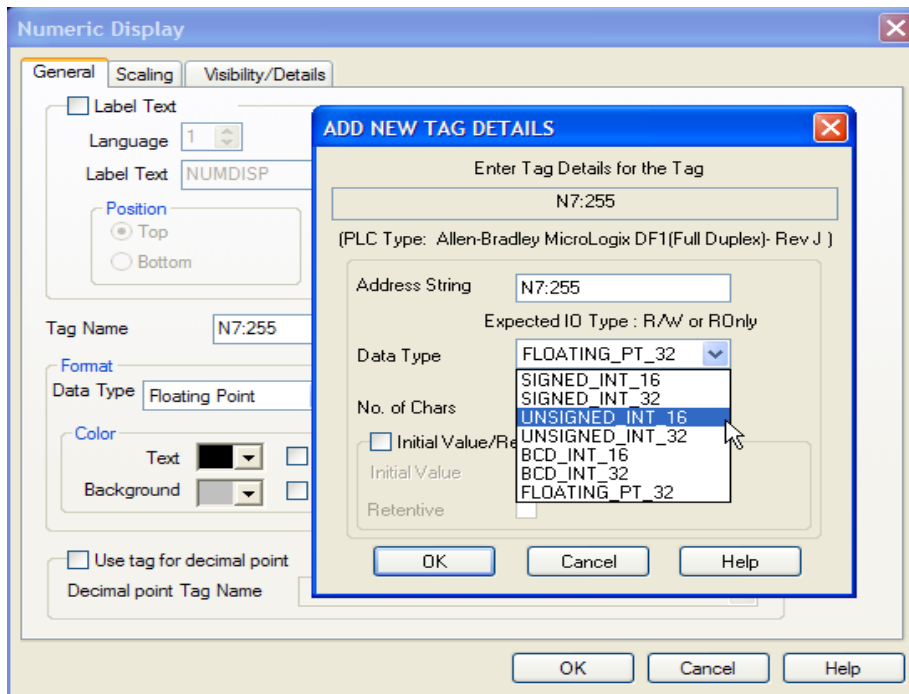 Numeric Display
General
Scaling
Visibility/Details
Label Text
Language 1
Label Text NUMDISP
Position
Top
Bottom
Tag Name N7:255
Format
Data Type Floating Point
Color
Text
Background
Use tag for decimal point
Decimal point Tag Name
ADD NEW TAG DETAILS
Enter Tag Details for the Tag
N7:255
(PLC Type: Allen-Bradley MicroLogix DF1(Full Duplex)- Rev J )
Address String N7:255
Expected IO Type : R/W or ROnly
Data Type FLOATING_PT_32
SIGNED_INT_16
SIGNED_INT_32
UNSIGNED_INT_16
UNSIGNED_INT_32
BCD_INT_16
BCD_INT_32
FLOATING_PT_32
No. of Chars
Initial Value/Re
Initial Value
Retentive
OK
Cancel
Help
OK
Cancel
Help